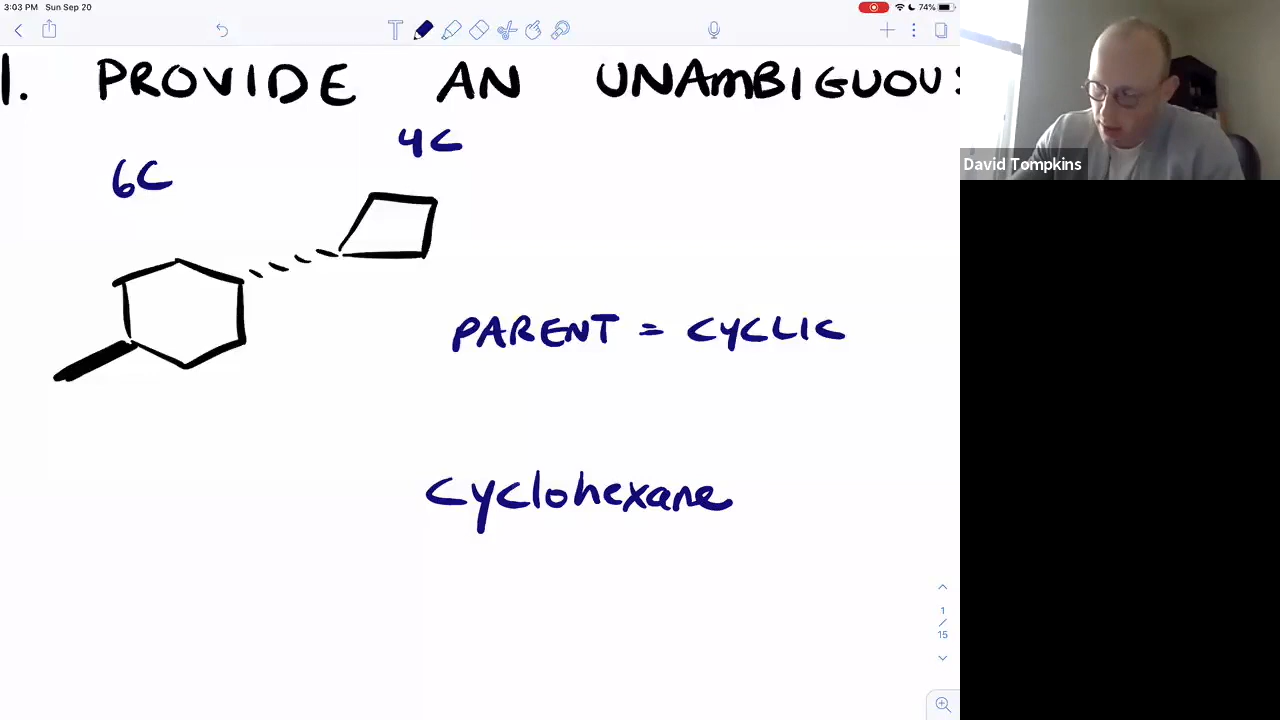 3:03 PM Sun Sep 20
74%
1. PROVIDE AN UNAMBIGUOUS
4C
6C
David Tompkins
PARENT = CYCLIC
cyclohexane
1
/
15